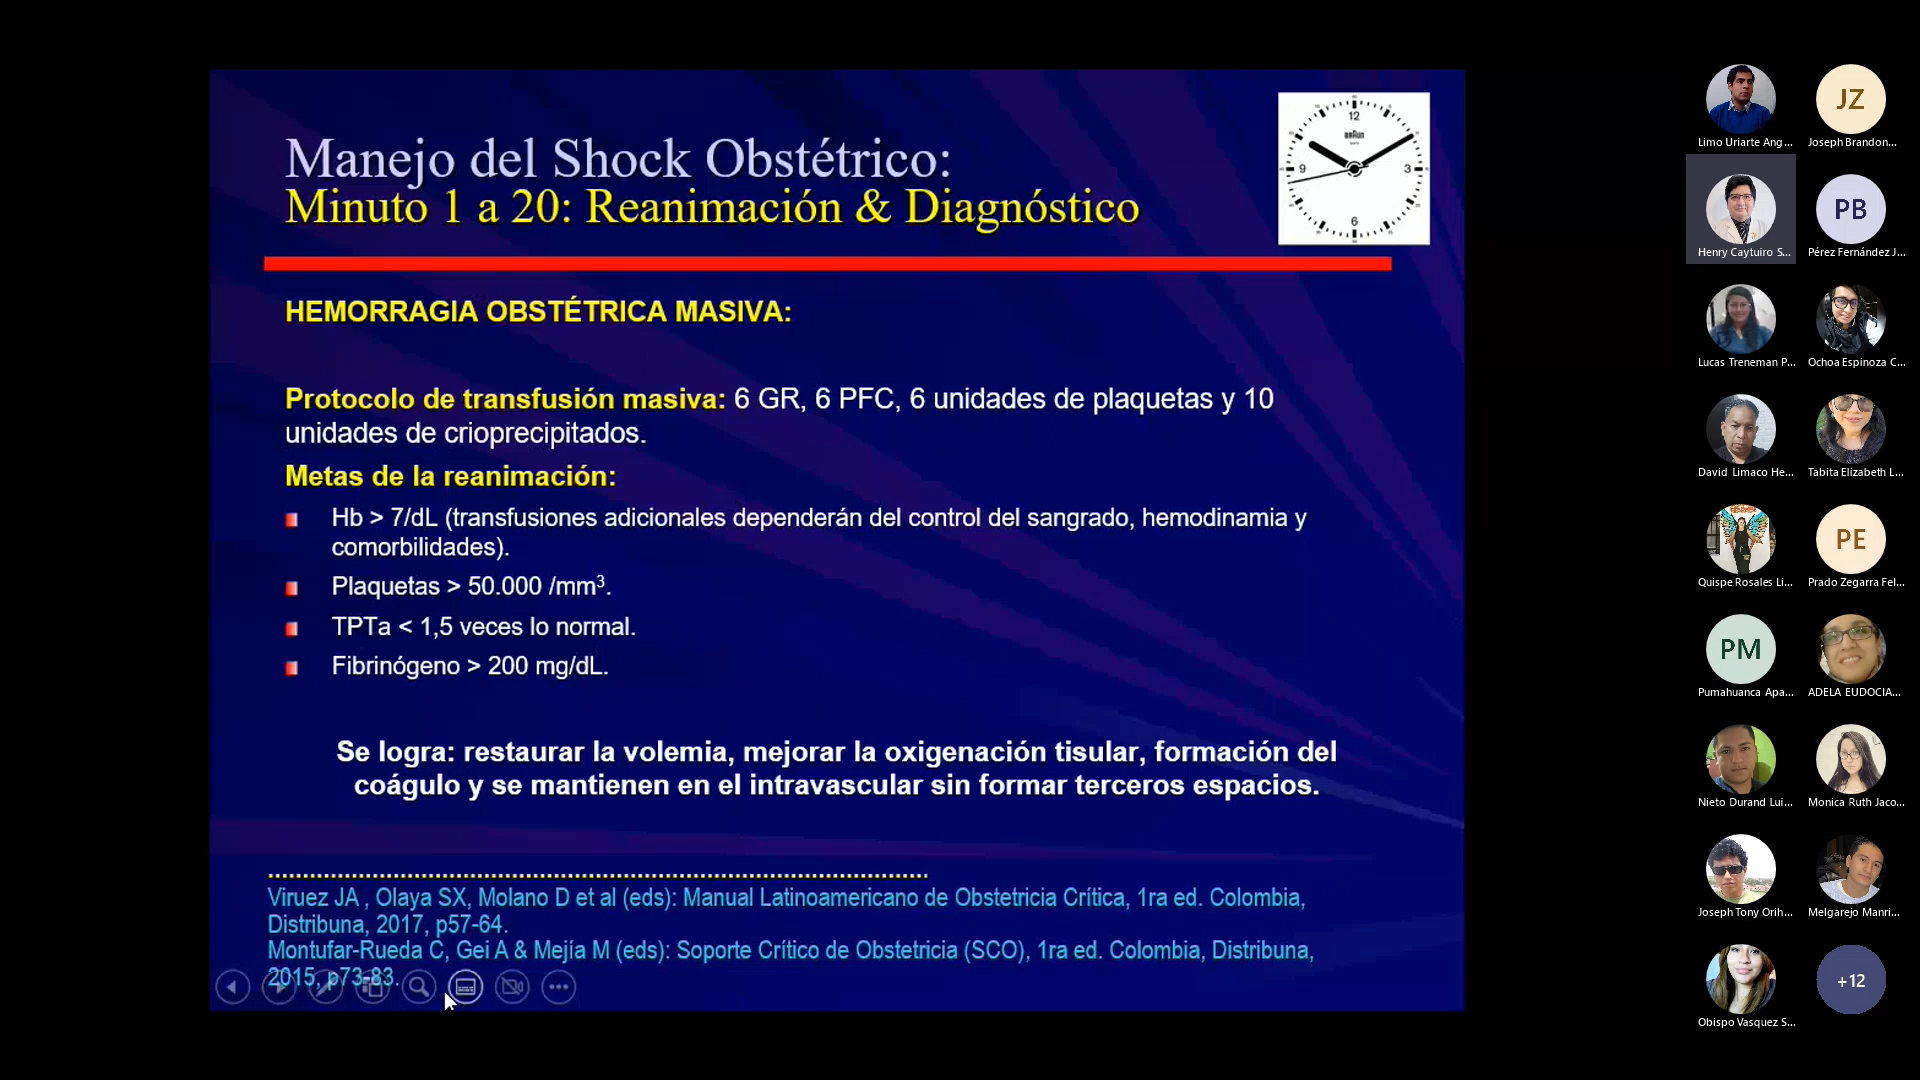 Manejo del Shock Obstétrico:
Minuto 1 a 20: Reanimación & Diagnóstico
12
BRAUN
9
3
6
HEMORRAGIA OBSTÉTRICA MASIVA:
Protocolo de transfusión masiva: 6 GR, 6 PFC, 6 unidades de plaquetas y 10
unidades de crioprecipitados.
Metas de la reanimación:
Hb > 7/dL (transfusiones adicionales dependerán del control del sangrado, hemodinamia y
comorbilidades).
Plaquetas > 50.000 /mm³.
TPTa < 1,5 veces lo normal.
Fibrinógeno > 200 mg/dL.
Se logra: restaurar la volemia, mejorar la oxigenación tisular, formación del
coágulo y se mantienen en el intravascular sin formar terceros espacios.
Viruez JA , Olaya SX, Molano D et al (eds): Manual Latinoamericano de Obstetricia Crítica, 1ra ed. Colombia,
Distribuna, 2017, p57-64.
Montufar-Rueda C, Gei A & Mejía M (eds): Soporte Crítico de Obstetricia (SCO), 1ra ed. Colombia, Distribuna,
2015, p73-83.
Limo Uriarte Ang...
JZ
Joseph Brandon...
Henry Caytuiro S...
PB
Pérez Fernández J...
Lucas Treneman P...
Ochoa Espinoza C...
David Limaco He...
Tabita Elizabeth L...
Quispe Rosales Li...
PE
Prado Zegarra Fel...
PM
Pumahuanca Apa...
ADELA EUDOCIA...
Nieto Durand Lui...
Monica Ruth Jaco...
Joseph Tony Orih...
Melgarejo Manri...
Obispo Vasquez S...
+12